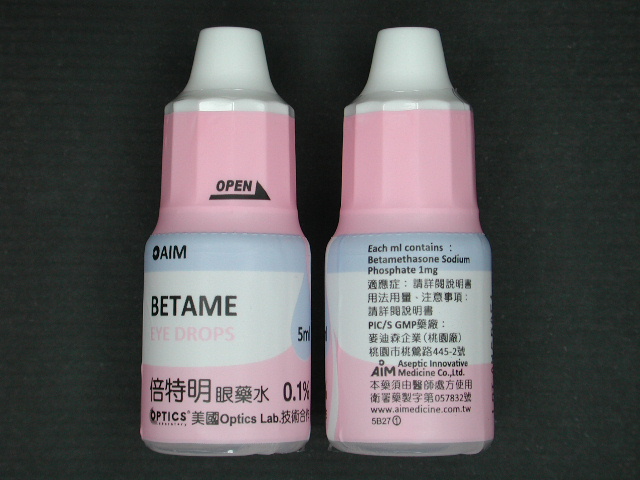 OPEN
AIM
BETAME
EYE DROPS
5ml
倍特明 眼藥水 0.1%
OPTICS Laboratory 美國Optics Lab.技術合作
Each ml contains :
Betamethasone Sodium
Phosphate 1mg
適應症：請詳閱說明書
用法用量、注意事項：
請詳閱說明書
PIC/S GMP藥廠：
麥迪森企業(桃園廠)
桃園市桃鶯路445-2號
AIM Aseptic Innovative
Medicine Co.,Ltd.
本藥須由醫師處方使用
衛署藥製字第057832號
www.aimedicine.com.tw
5B27①